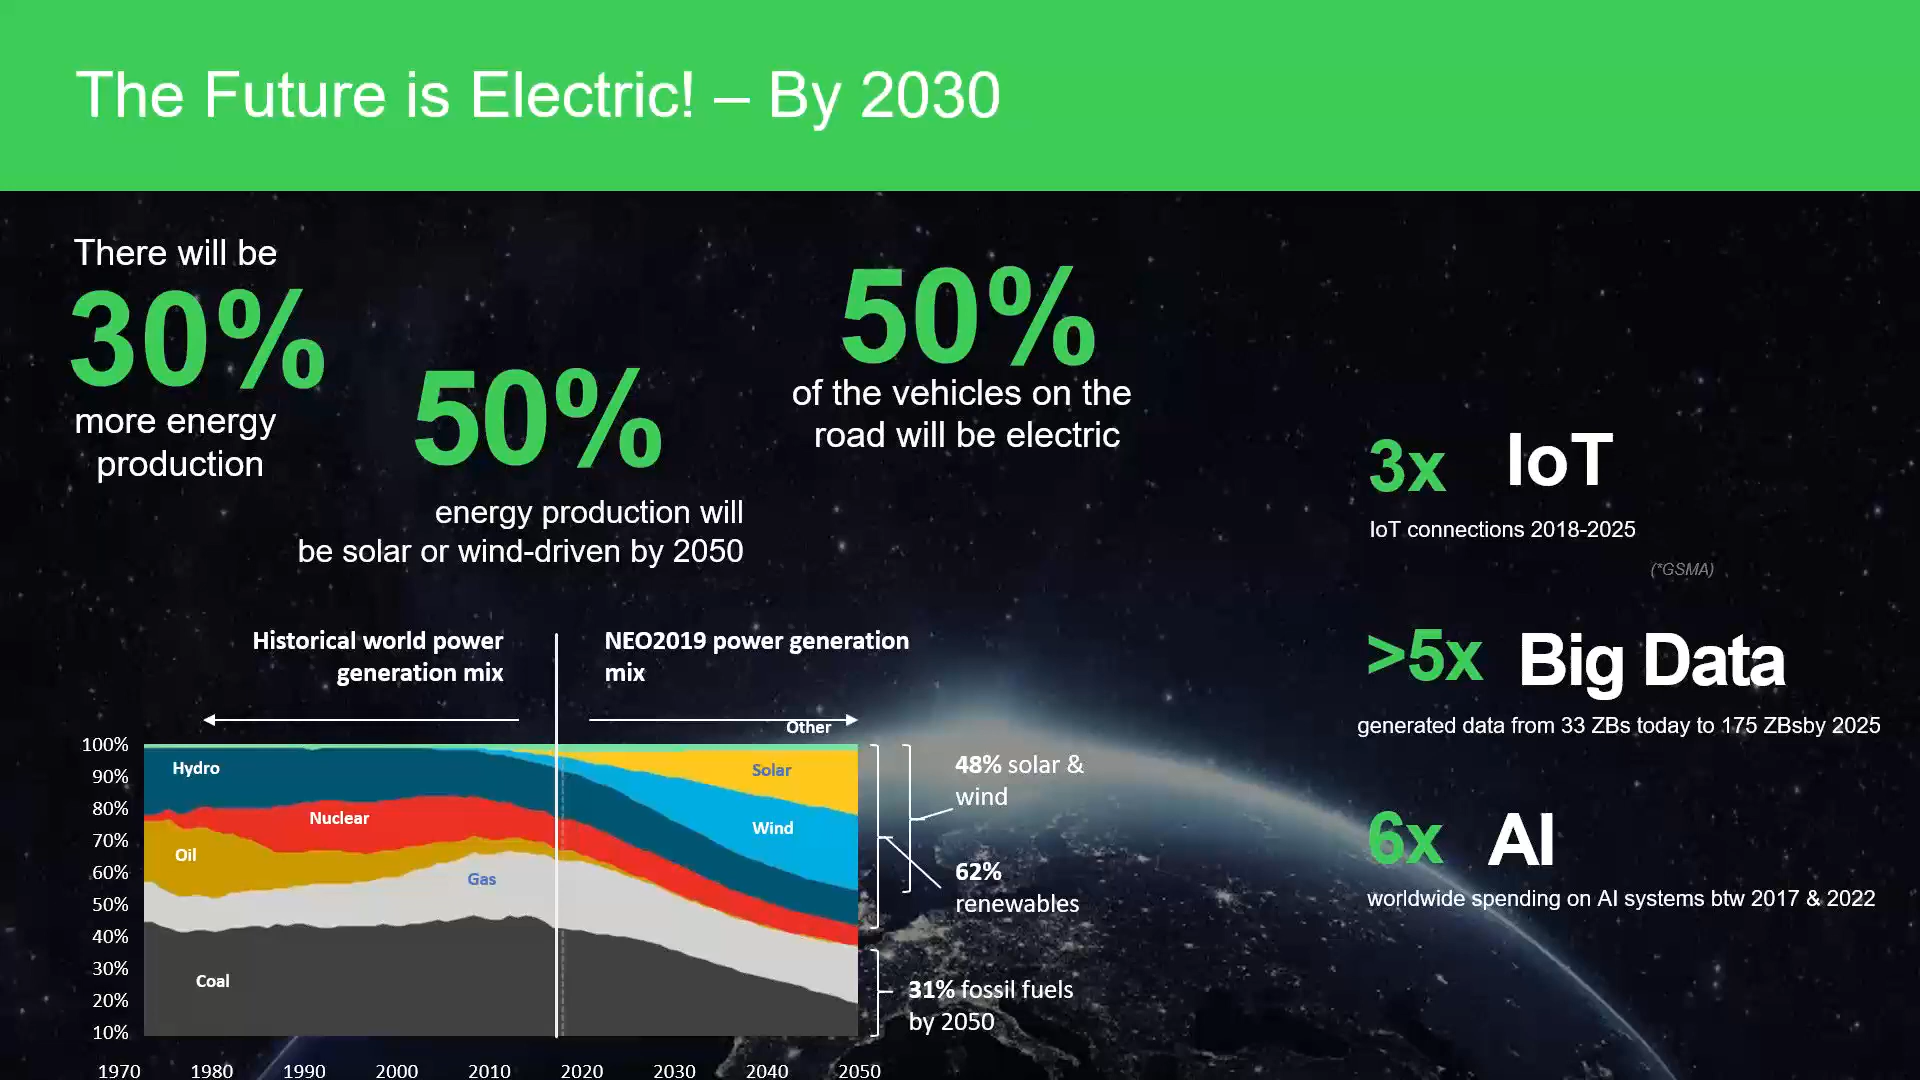 The Future is Electric! – By 2030
There will be
30%
more energy
production
50%
energy production will
be solar or wind-driven by 2050
50%
of the vehicles on the
road will be electric
3x IoT
IoT connections 2018-2025
(*GSMA)
>5x Big Data
generated data from 33 ZBs today to 175 ZBsby 2025
6x AI
worldwide spending on AI systems btw 2017 & 2022
Historical world power
generation mix
NEO2019 power generation
mix
Other
100%
90%
80%
70%
60%
50%
40%
30%
20%
10%
Hydro
Nuclear
Oil
Gas
Coal
Solar
Wind
48% solar &
wind
62%
renewables
31% fossil fuels
by 2050
1970 1980 1990 2000 2010 2020 2030 2040 2050